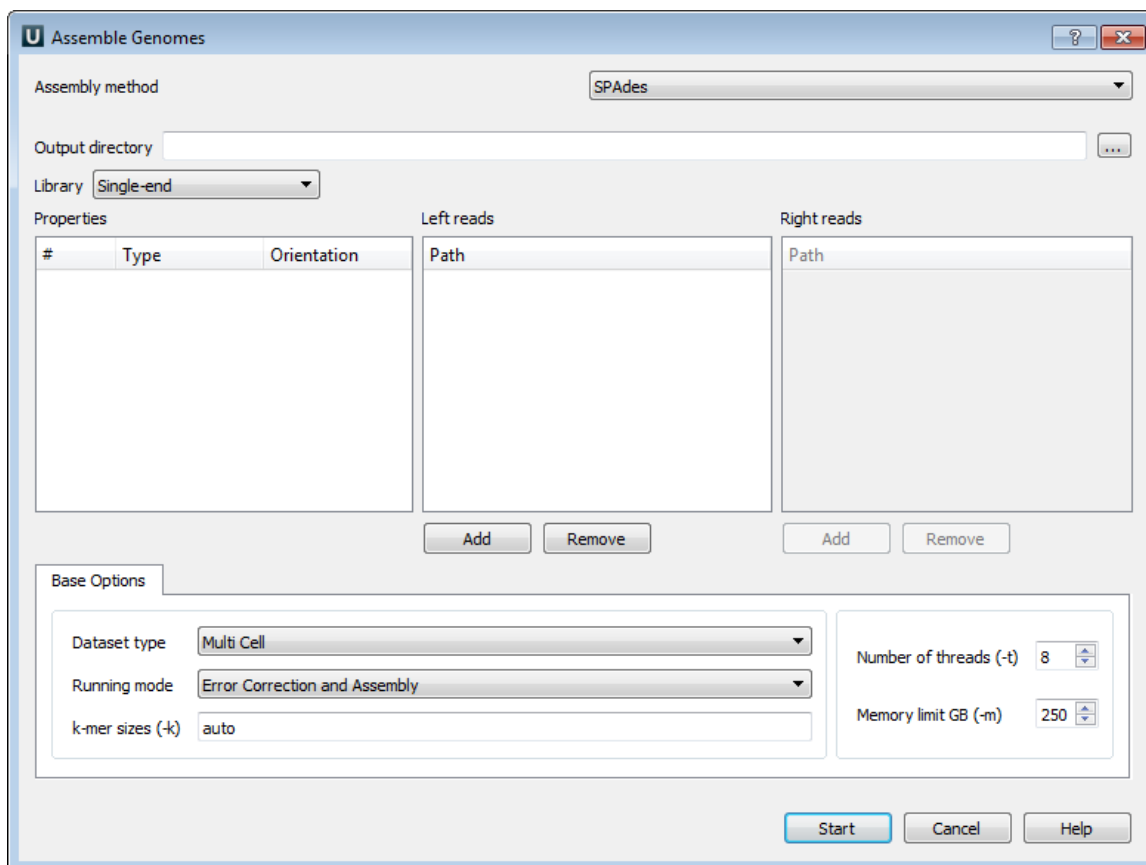 U Assemble Genomes ?
Assembly method SPAdes
Output directory ...
Library Single-end
Properties Left reads Right reads
# Type Orientation Path Path
Add Remove Add Remove
Base Options
Dataset type Multi Cell
Number of threads (-t) 8
Running mode Error Correction and Assembly
Memory limit GB (-m) 250
k-mer sizes (-k) auto
Start Cancel Help